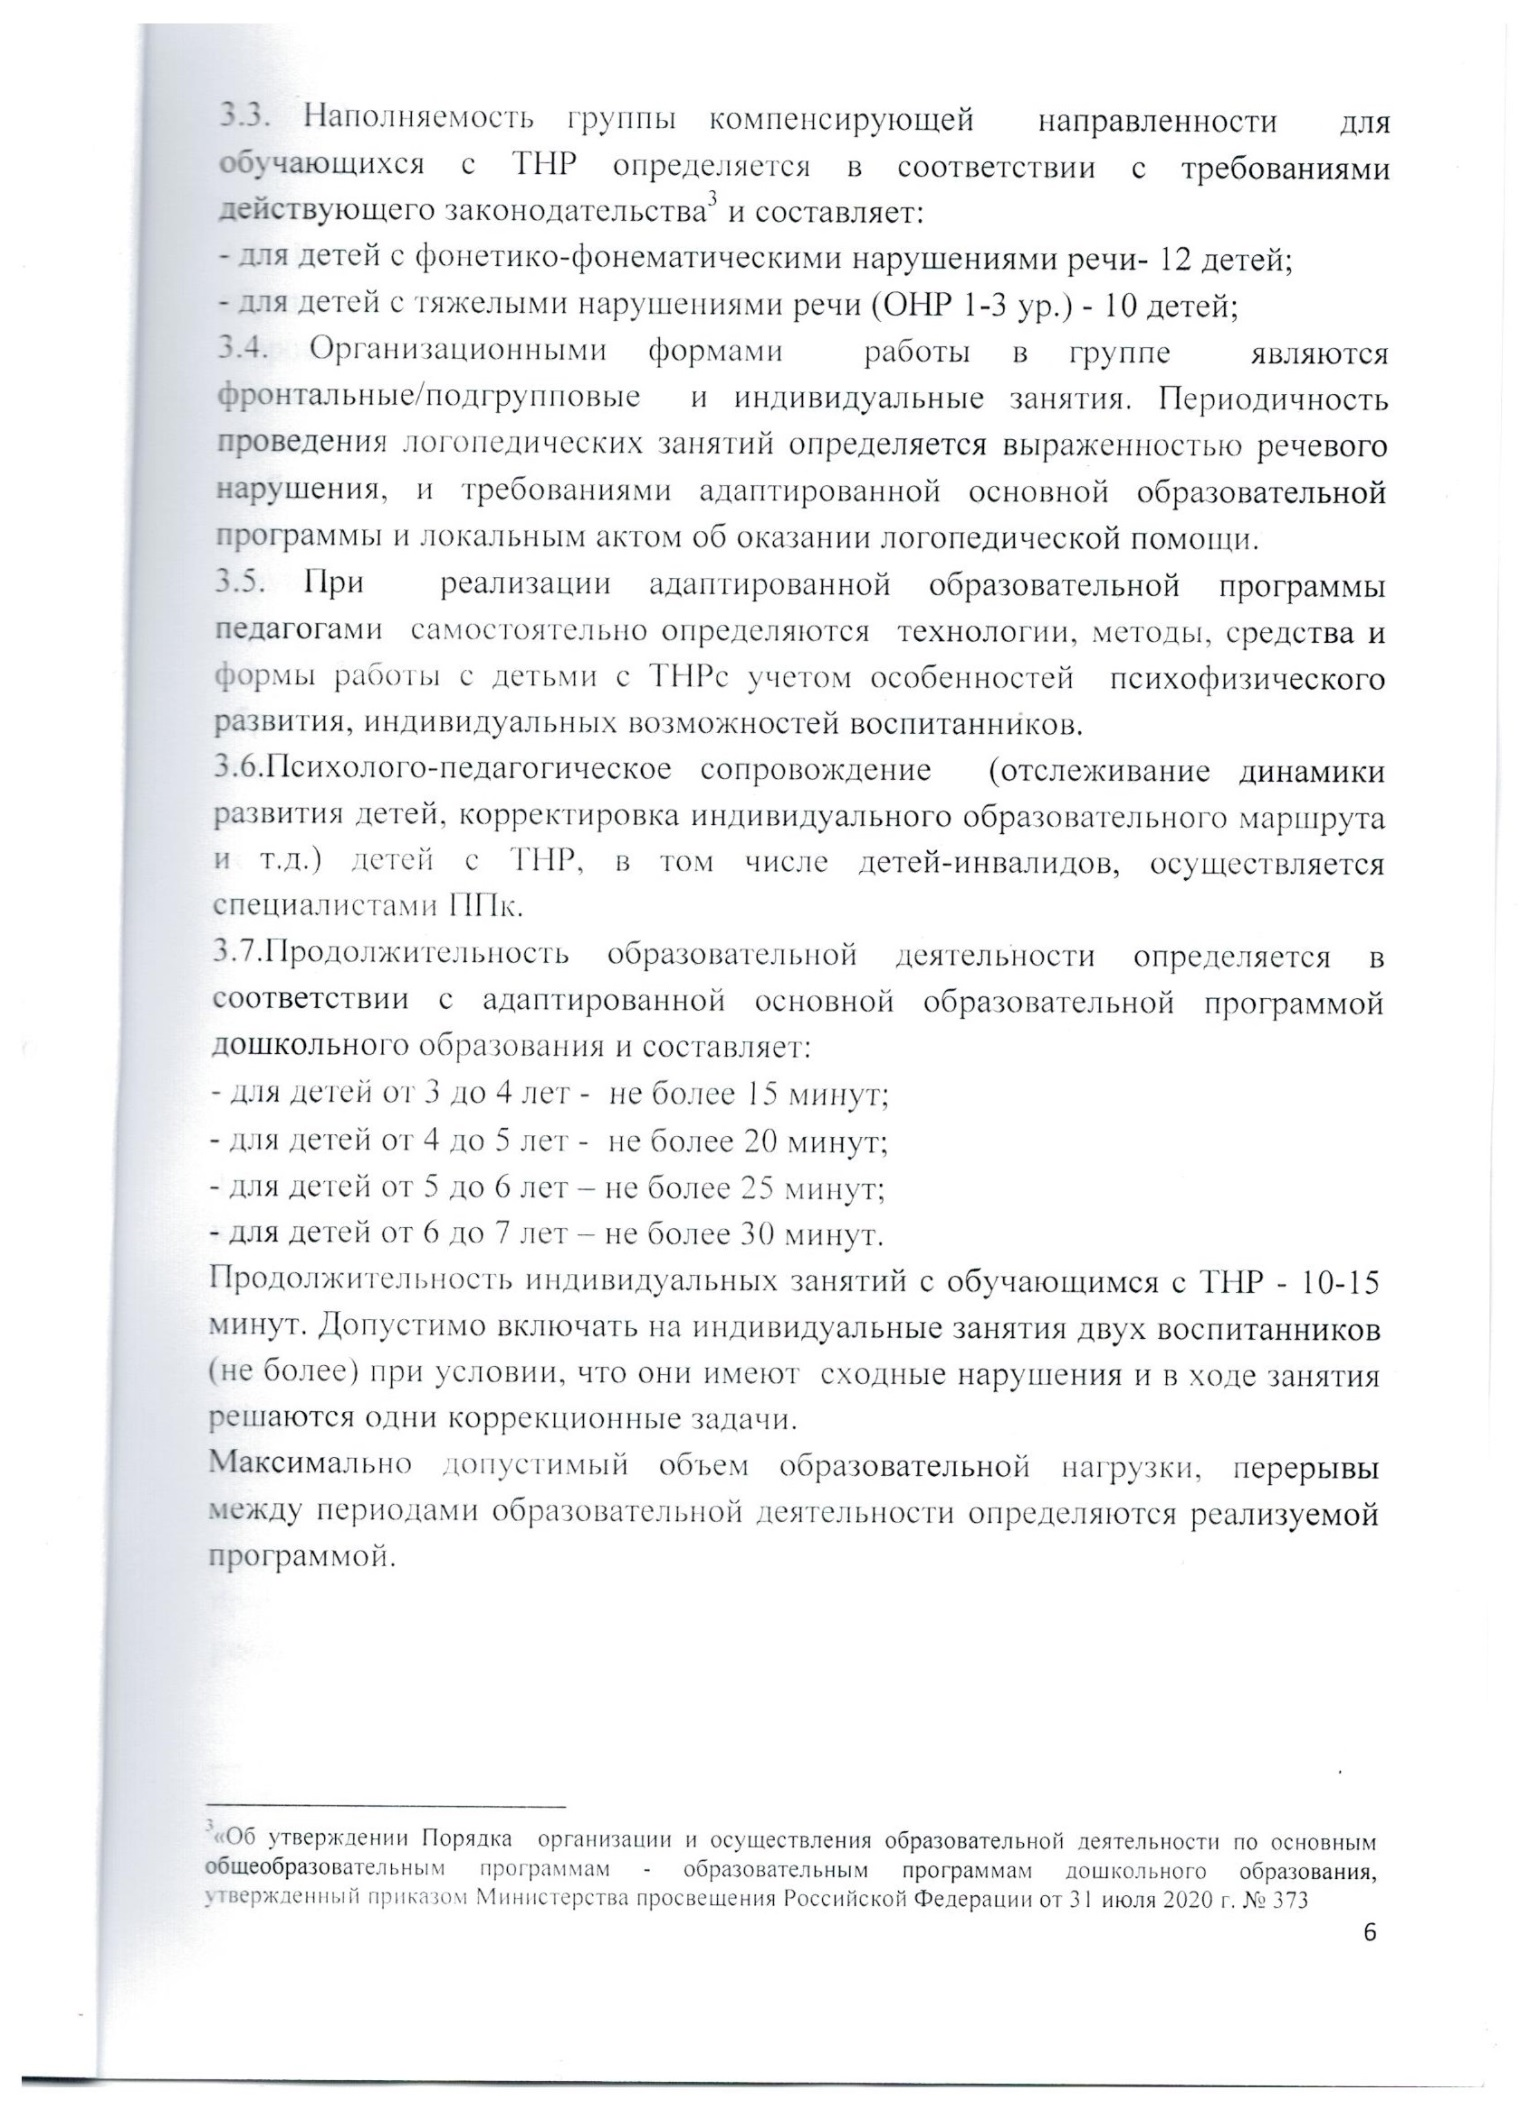 3.3. Наполняемость группы компенсирующей направленности для
обучающихся с ТНР определяется в соответствии с требованиями
действующего законодательства³ и составляет:
- для детей с фонетико-фонематическими нарушениями речи- 12 детей;
- для детей с тяжелыми нарушениями речи (ОНР 1-3 ур.) - 10 детей;
3.4. Организационными формами работы в группе являются
фронтальные/подгрупповые и индивидуальные занятия. Периодичность
проведения логопедических занятий определяется выраженностью речевого
нарушения, и требованиями адаптированной основной образовательной
программы и локальным актом об оказании логопедической помощи.
3.5. При реализации адаптированной образовательной программы
педагогами самостоятельно определяются технологии, методы, средства и
формы работы с детьми с ТНРс учетом особенностей психофизического
развития, индивидуальных возможностей воспитанников.
3.6.Психолого-педагогическое сопровождение (отслеживание динамики
развития детей, корректировка индивидуального образовательного маршрута
и т.д.) детей с ТНР, в том числе детей-инвалидов, осуществляется
специалистами ППк.
3.7.Продолжительность образовательной деятельности определяется в
соответствии с адаптированной основной образовательной программой
дошкольного образования и составляет:
- для детей от 3 до 4 лет - не более 15 минут;
- для детей от 4 до 5 лет - не более 20 минут;
- для детей от 5 до 6 лет – не более 25 минут;
- для детей от 6 до 7 лет – не более 30 минут.
Продолжительность индивидуальных занятий с обучающимся с ТНР - 10-15
минут. Допустимо включать на индивидуальные занятия двух воспитанников
(не более) при условии, что они имеют сходные нарушения и в ходе занятия
решаются одни коррекционные задачи.
Максимально допустимый объем образовательной нагрузки, перерывы
между периодами образовательной деятельности определяются реализуемой
программой.
³«Об утверждении Порядка организации и осуществления образовательной деятельности по основным
общеобразовательным программам - образовательным программам дошкольного образования,
утвержденный приказом Министерства просвещения Российской Федерации от 31 июля 2020 г. № 373
6